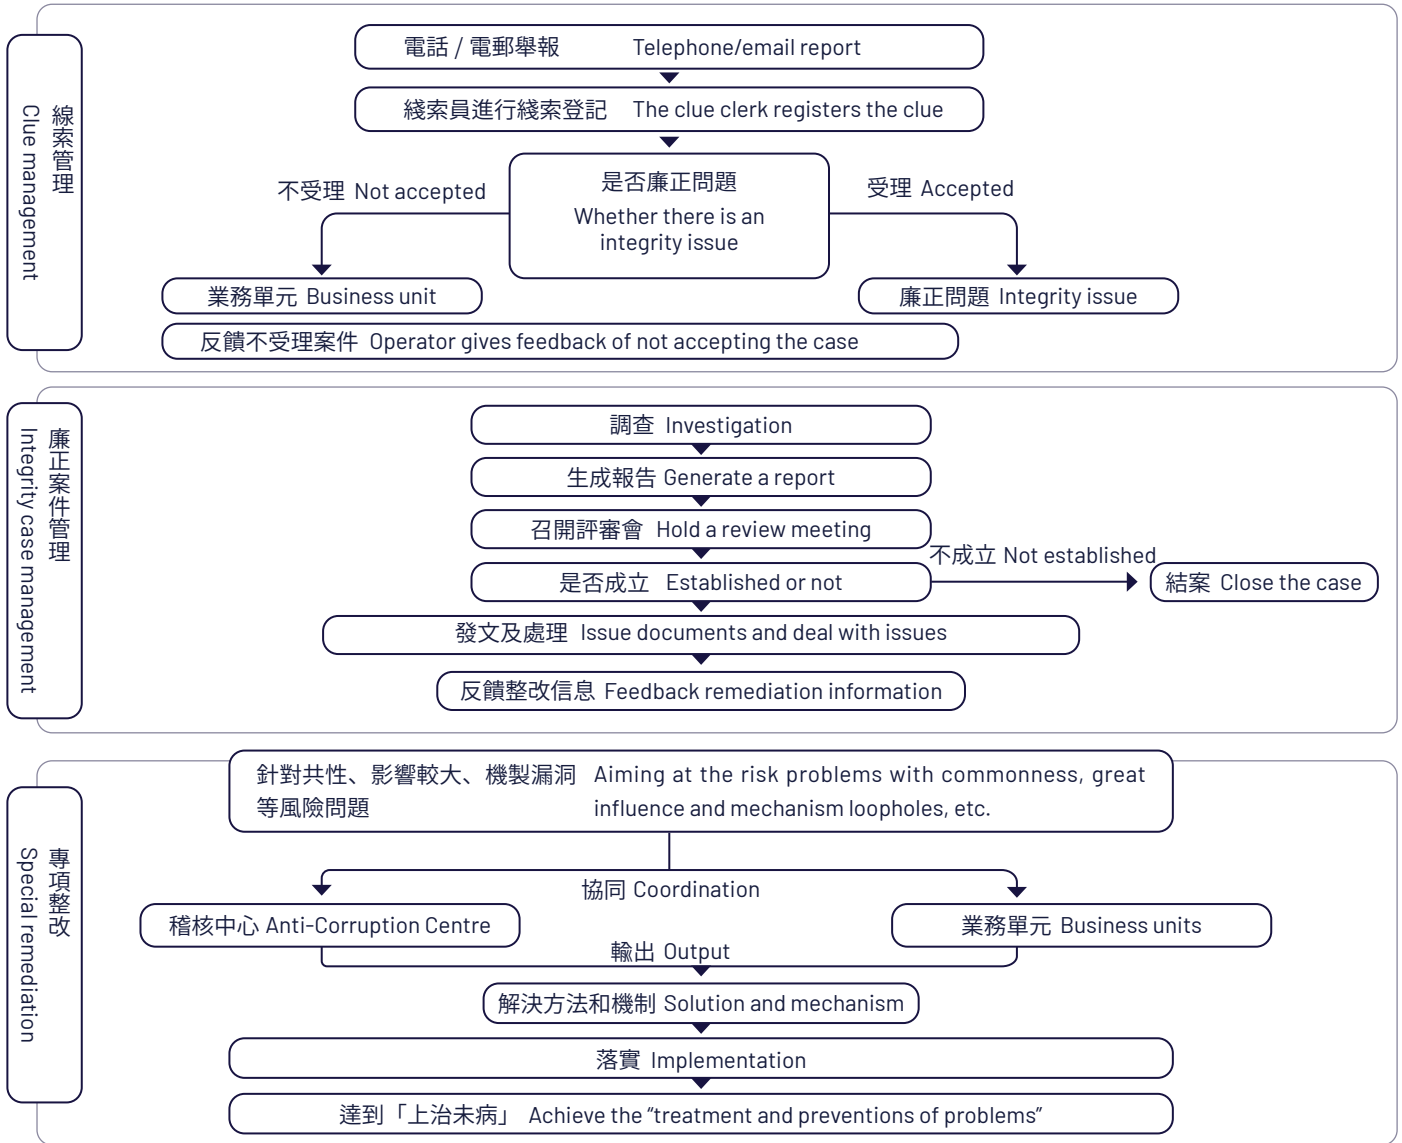 線索管理
Clue management
電話 / 電郵舉報 Telephone/email report
綫索員進行綫索登記 The clue clerk registers the clue
是否廉正問題
Whether there is an
integrity issue
不受理 Not accepted
受理 Accepted
業務單元 Business unit
廉正問題 Integrity issue
反饋不受理案件 Operator gives feedback of not accepting the case
廉正案件管理
Integrity case management
調查 Investigation
生成報告 Generate a report
召開評審會 Hold a review meeting
不成立 Not established
是否成立 Established or not
結案 Close the case
發文及處理 Issue documents and deal with issues
反饋整改信息 Feedback remediation information
專項整改
Special remediation
針對共性、影響較大、機製漏洞 Aiming at the risk problems with commonness, great
等風險問題 influence and mechanism loopholes, etc.
協同 Coordination
稽核中心 Anti-Corruption Centre
業務單元 Business units
輸出 Output
解決方法和機制 Solution and mechanism
落實 Implementation
達到「上治未病」 Achieve the “treatment and preventions of problems”